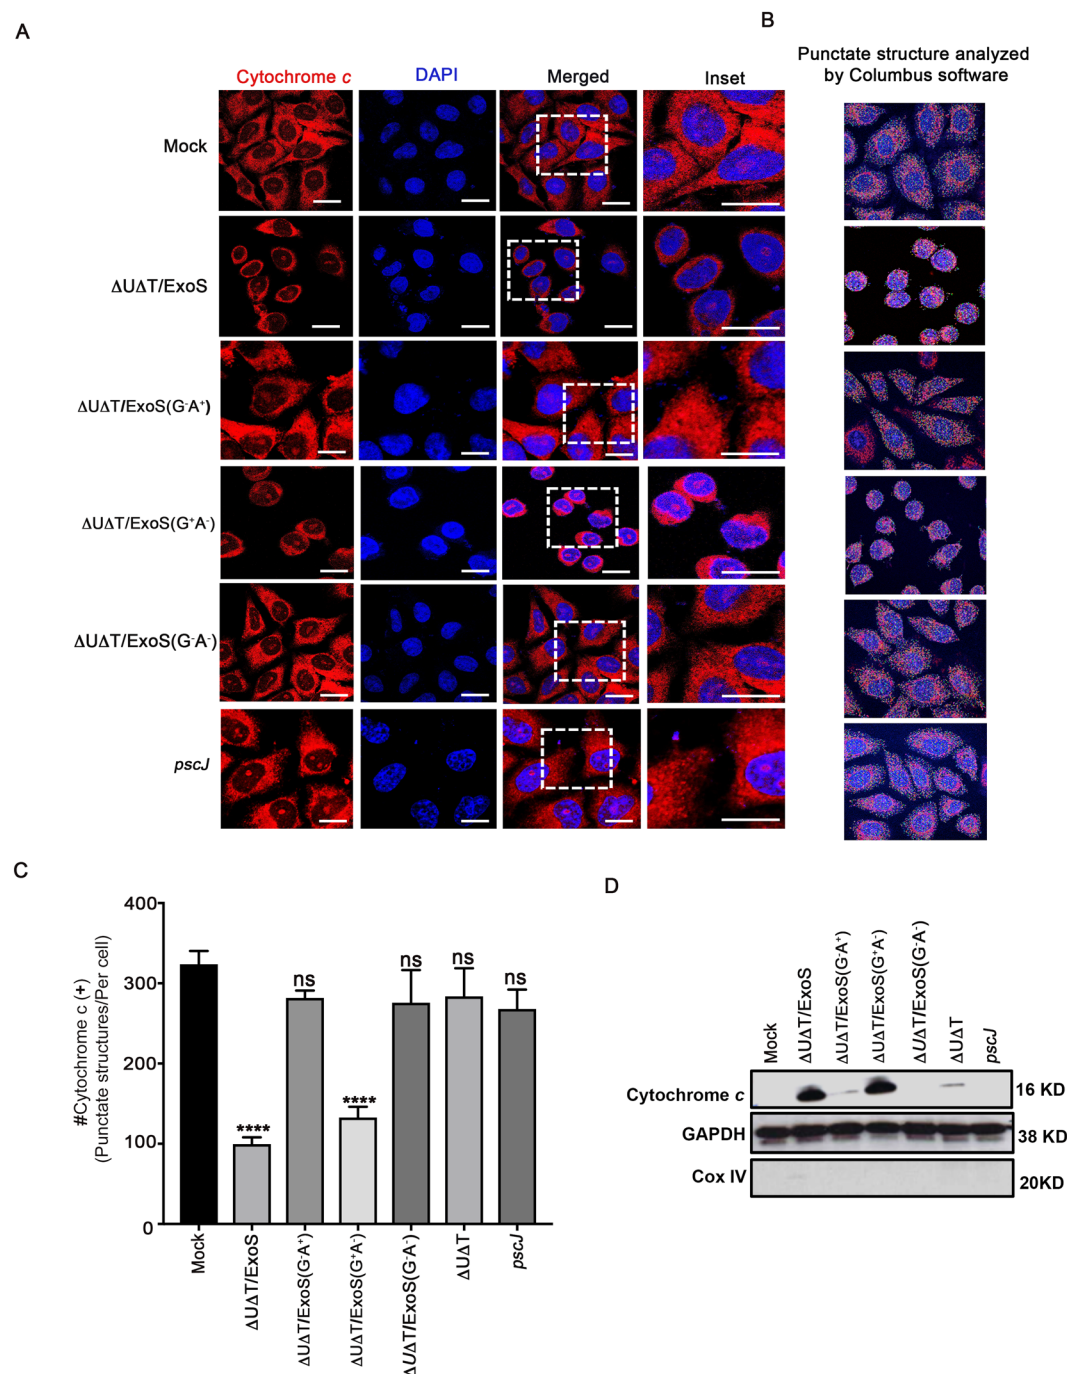 A
B
Punctate structure analyzed
by Columbus software
Cytochrome c
DAPI
Merged
Inset
Mock
ΔUΔT/ExoS
ΔUΔT/ExoS(G⁻A⁺)
ΔUΔT/ExoS(G⁺A⁻)
ΔUΔT/ExoS(G⁻A⁻)
pscJ
C
#Cytochrome c (+)
(Punctate structures/Per cell)
400
300
200
100
0
****
ns
****
ns
ns
ns
Mock
ΔUΔT/ExoS
ΔUΔT/ExoS(G⁻A⁺)
ΔUΔT/ExoS(G⁺A⁻)
ΔUΔT/ExoS(G⁻A⁻)
ΔUΔT
pscJ
D
Mock
ΔUΔT/ExoS
ΔUΔT/ExoS(G⁻A⁺)
ΔUΔT/ExoS(G⁺A⁻)
ΔUΔT/ExoS(G⁻A⁻)
ΔUΔT
pscJ
Cytochrome c
16 KD
GAPDH
38 KD
Cox IV
20KD